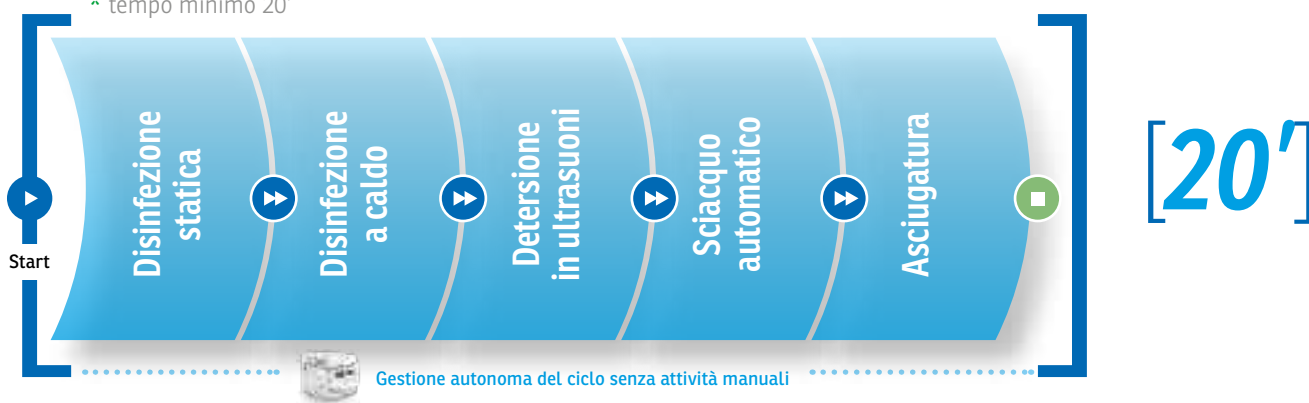 * tempo minimo 20'
Start
Disinfezione
statica
Disinfezione
a caldo
Detersione
in ultrasuoni
Sciacquo
automatico
Asciugatura
[20']
Gestione autonoma del ciclo senza attività manuali